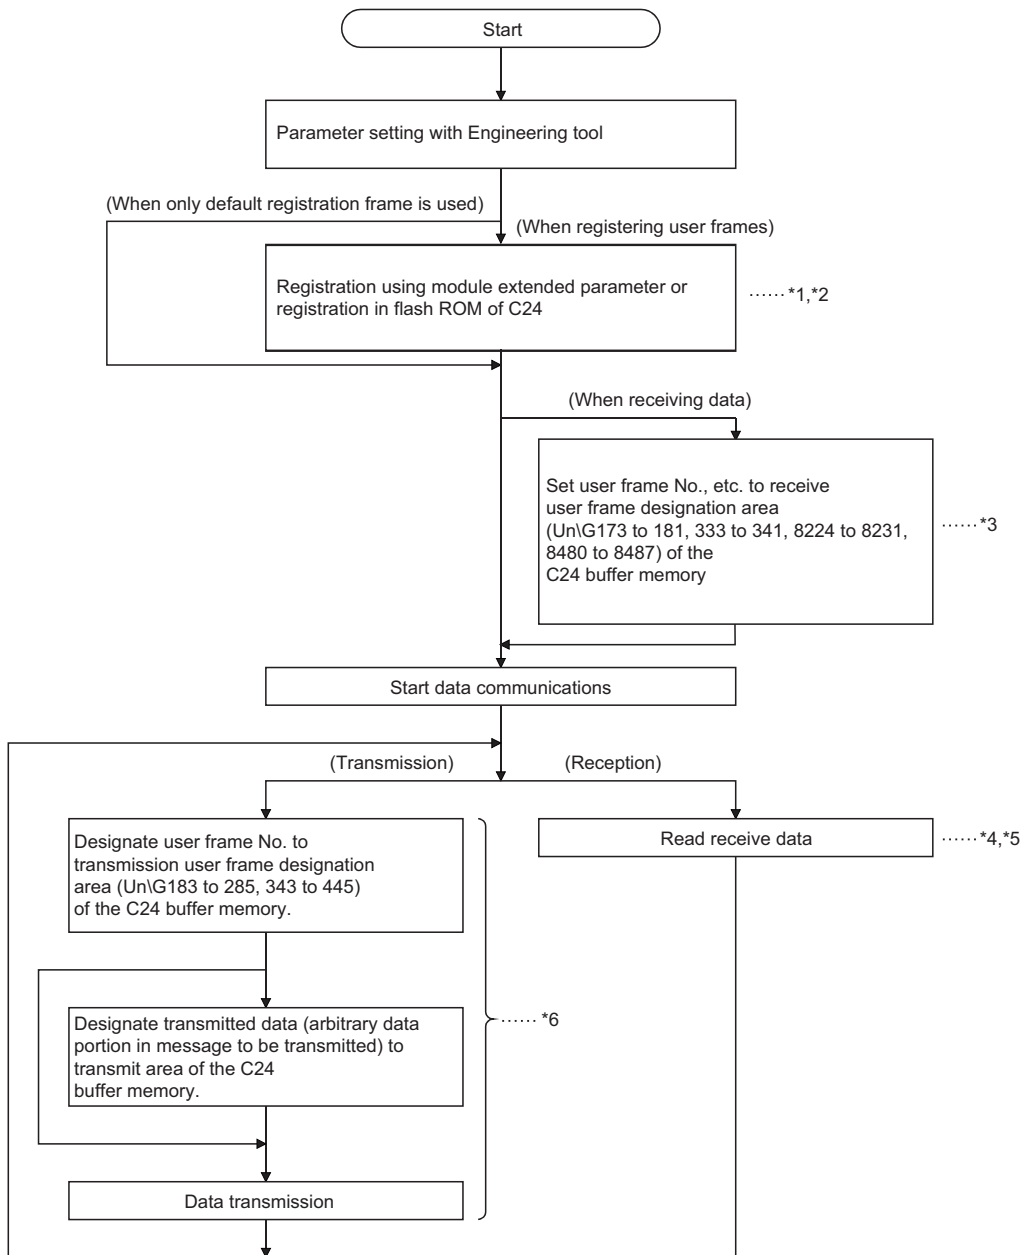 Start
Parameter setting with Engineering tool
(When only default registration frame is used)
(When registering user frames)
Registration using module extended parameter or
registration in flash ROM of C24
······ *1,*2
(When receiving data)
Set user frame No., etc. to receive
user frame designation area
(Un\G173 to 181, 333 to 341, 8224 to 8231,
8480 to 8487) of the
C24 buffer memory
······ *3
Start data communications
(Transmission)
(Reception)
Designate user frame No. to
transmission user frame designation
area (Un\G183 to 285, 343 to 445)
of the C24 buffer memory.
Read receive data
······ *4,*5
Designate transmitted data (arbitrary data
portion in message to be transmitted) to
transmit area of the C24
buffer memory.
······ *6
Data transmission